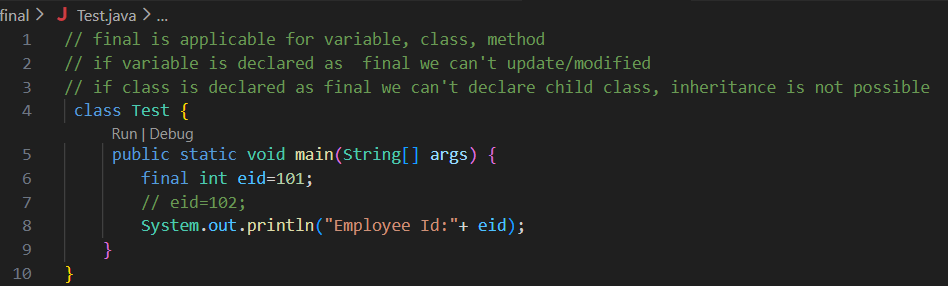 final > J Test.java > ...
1 // final is applicable for variable, class, method
2 // if variable is declared as  final we can't update/modified
3 // if class is declared as final we can't declare child class, inheritance is not possible
4 class Test {
Run | Debug
5 public static void main(String[] args) {
6 final int eid=101;
7 // eid=102;
8 System.out.println("Employee Id:"+ eid);
9 }
10 }